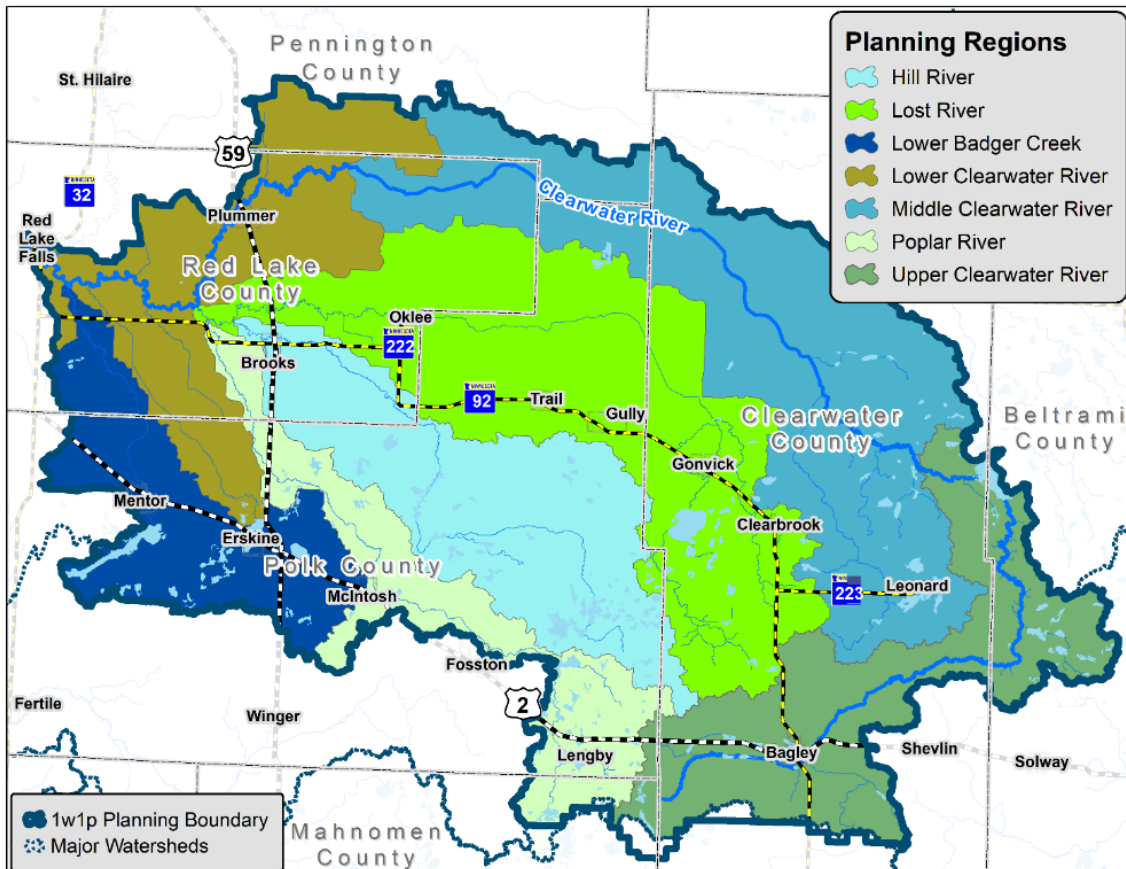 Pennington
County
St. Hilaire
59
MINNESOTA
32
Red
Lake
Falls
Plummer
Clearwater River
Red Lake
County
Oklee
MINNESOTA
222
Brooks
MINNESOTA
92
Trail
Gully
Clearwater
County
Beltrami
County
Gonvick
Mentor
Clearbrook
Erskine
Polk County
McIntosh
223
Leonard
Fosston
2
Fertile
Winger
Lengby
Bagley
Shevlin
Solway
Mahnomen
County
Planning Regions
Hill River
Lost River
Lower Badger Creek
Lower Clearwater River
Middle Clearwater River
Poplar River
Upper Clearwater River
1w1p Planning Boundary
Major Watersheds